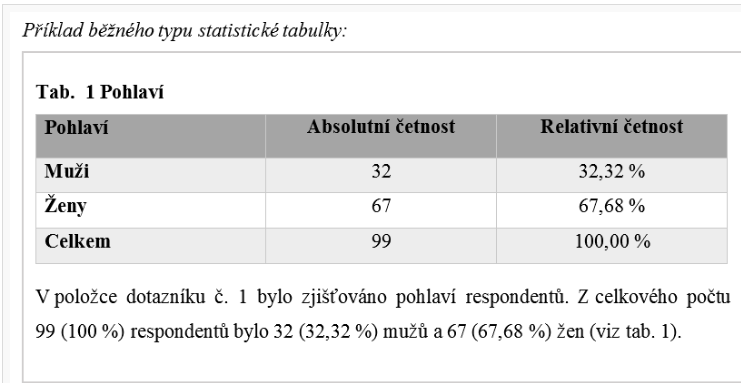 Příklad běžného typu statistické tabulky:
Tab. 1 Pohlaví
Pohlaví Absolutní četnost Relativní četnost
Muži 32 32,32 %
Ženy 67 67,68 %
Celkem 99 100,00 %
V položce dotazníku č. 1 bylo zjišťováno pohlaví respondentů. Z celkového počtu
99 (100 %) respondentů bylo 32 (32,32 %) mužů a 67 (67,68 %) žen (viz tab. 1).